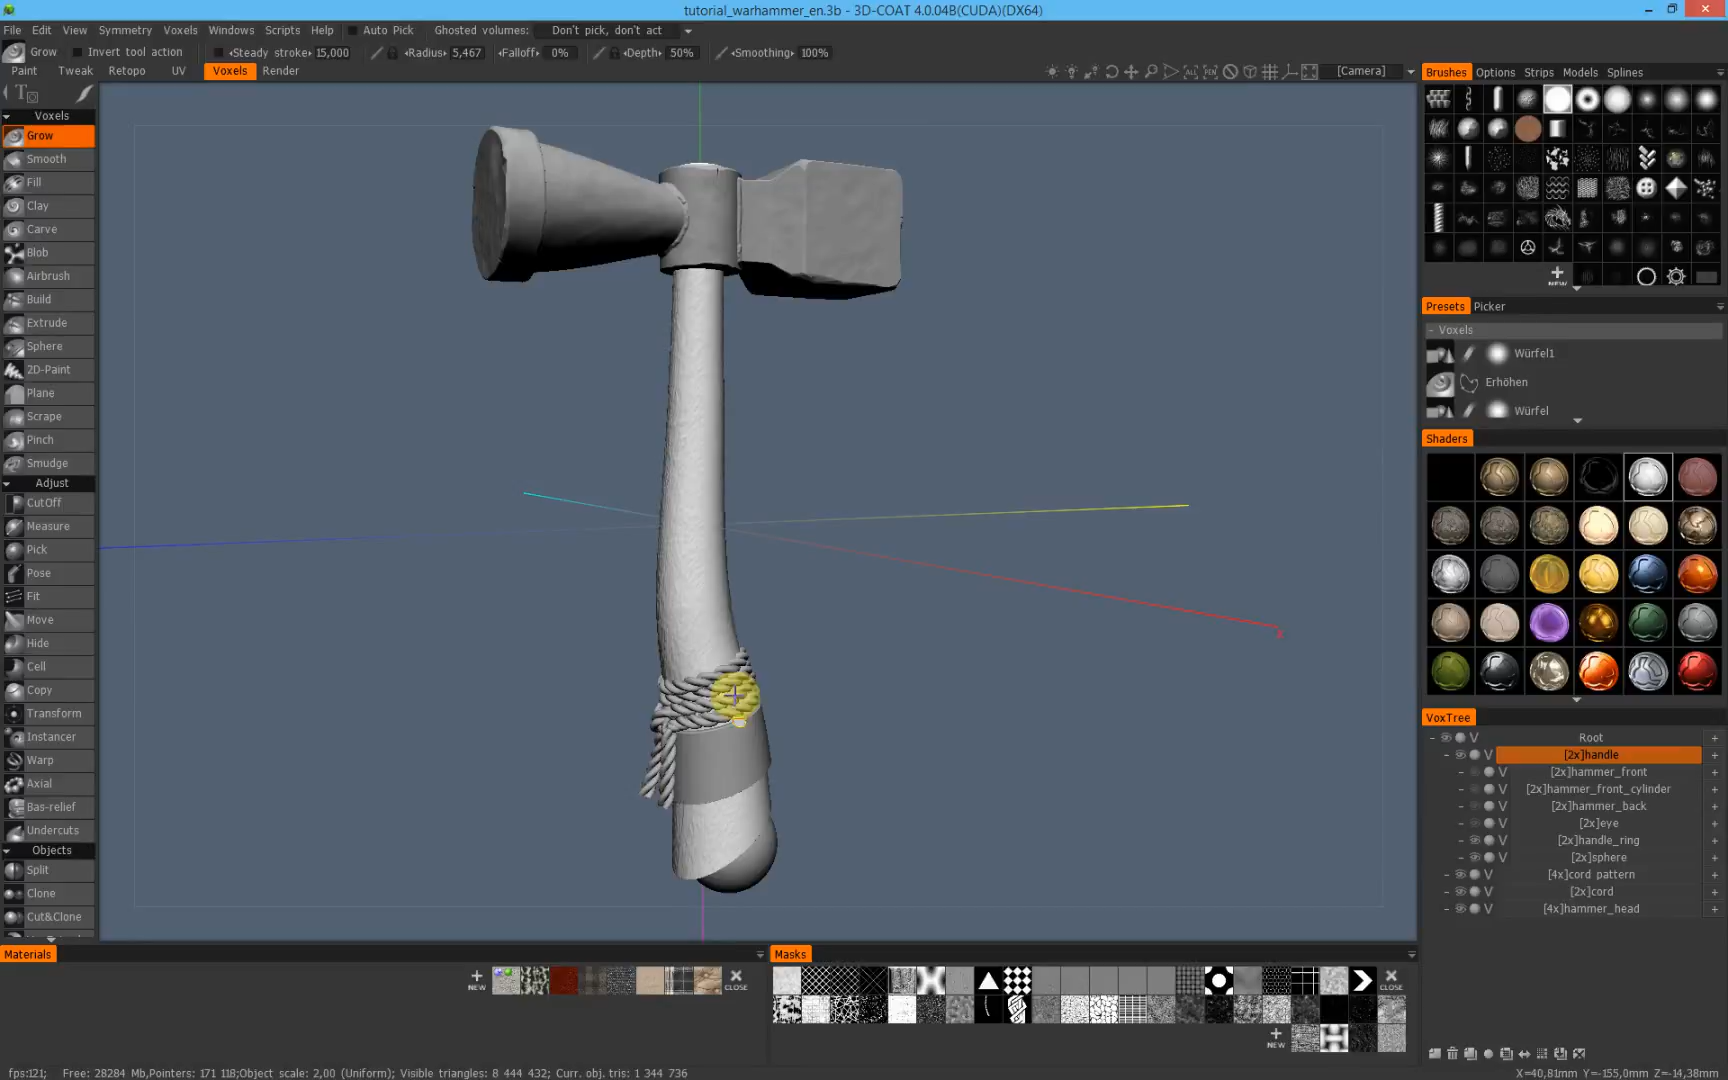 tutorial_warhammer_en.3b - 3D-COAT 4.0.04B(CUDA)(DX64)
File Edit View Symmetry Voxels Windows Scripts Help Auto Pick Ghosted volumes: Don't pick, don't act
Grow Invert tool action Steady stroke: 15,000 Radius: 5,467 Falloff: 0% Depth: 50% Smoothing: 100%
Paint Tweak Retopo UV Voxels Render [Camera]
Voxels
Grow
Smooth
Fill
Clay
Carve
Blob
Airbrush
Build
Extrude
Sphere
2D-Paint
Plane
Scrape
Pinch
Smudge
Adjust
CutOff
Measure
Pick
Pose
Fit
Move
Hide
Cell
Copy
Transform
Instancer
Warp
Axial
Bas-relief
Undercuts
Objects
Split
Clone
Cut&Clone
Brushes Options Strips Models Splines
NEW
Presets Picker
- Voxels
Würfel1
Erhöhen
Würfel
Shaders
VoxTree
Root
[2x]handle
[2x]hammer_front
[2x]hammer_front_cylinder
[2x]hammer_back
[2x]eye
[2x]handle_ring
[2x]sphere
[4x]cord pattern
[2x]cord
[4x]hammer_head
Materials
NEW
CLOSE
Masks
CLOSE
NEW
fps:121; Free: 28284 Mb,Pointers: 171 118;Object scale: 2,00 (Uniform); Visible triangles: 8 444 432; Curr. obj. tris: 1 344 736
X=40,81mm Y=-155,0mm Z=-14,38mm